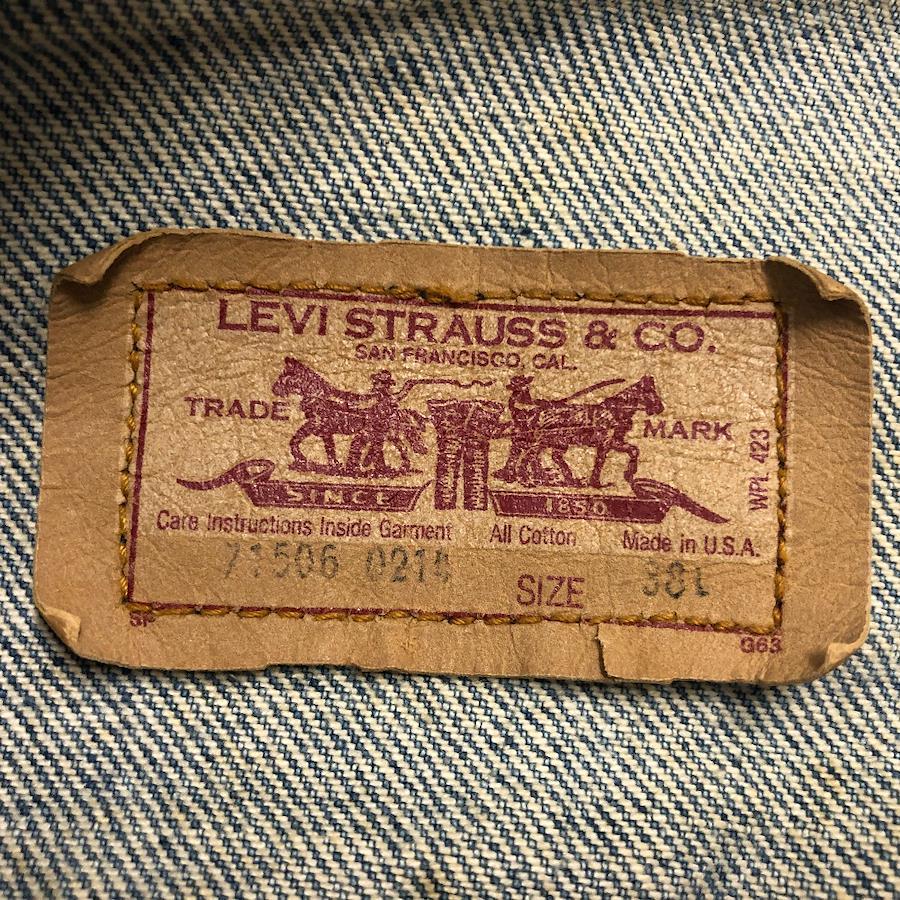 LEVI STRAUSS & CO.
SAN FRANCISCO, CAL.
TRADE MARK
SINCE 1850
WPL 423
Care Instructions Inside Garment All Cotton Made in U.S.A.
71506 0214
SIZE 38L
SF
G63